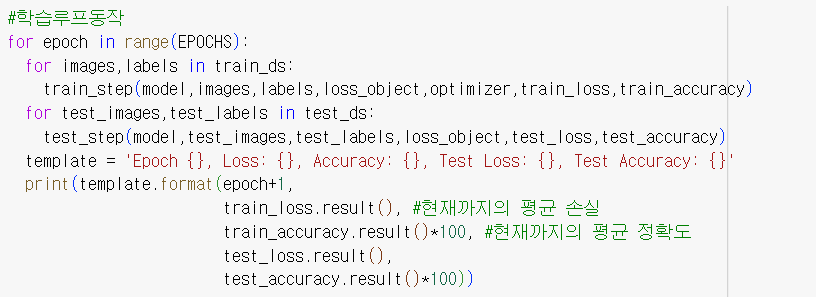 #학습루프동작
for epoch in range(EPOCHS):
  for images,labels in train_ds:
    train_step(model,images,labels,loss_object,optimizer,train_loss,train_accuracy)
  for test_images,test_labels in test_ds:
    test_step(model,test_images,test_labels,loss_object,test_loss,test_accuracy)
  template = 'Epoch {}, Loss: {}, Accuracy: {}, Test Loss: {}, Test Accuracy: {}'
  print(template.format(epoch+1,
                        train_loss.result(), #현재까지의 평균 손실
                        train_accuracy.result()*100, #현재까지의 평균 정확도
                        test_loss.result(),
                        test_accuracy.result()*100))